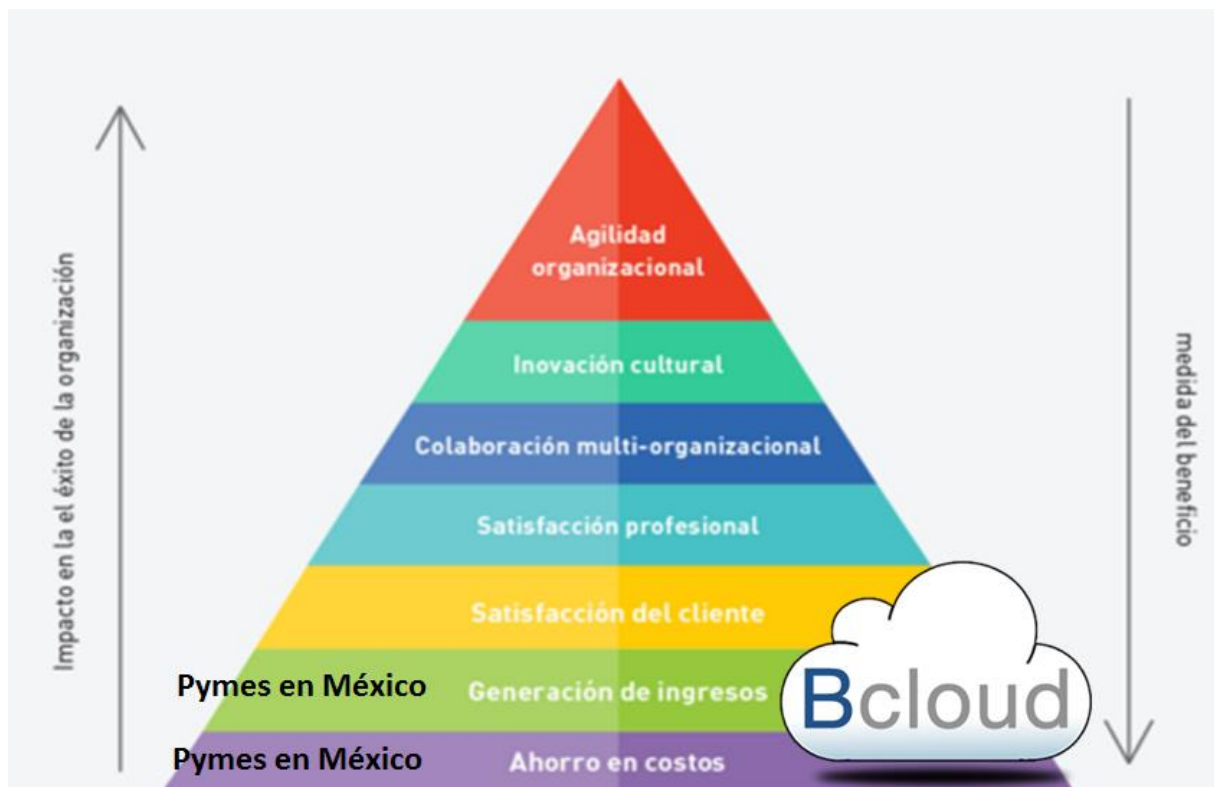 Agilidad
organizacional
Inovación cultural
Colaboración multi-organizacional
Satisfacción profesional
Satisfacción del cliente
Pymes en México
Generación de ingresos
Pymes en México
Ahorro en costos
Bcloud
Impacto en la el éxito de la organización
medida del beneficio